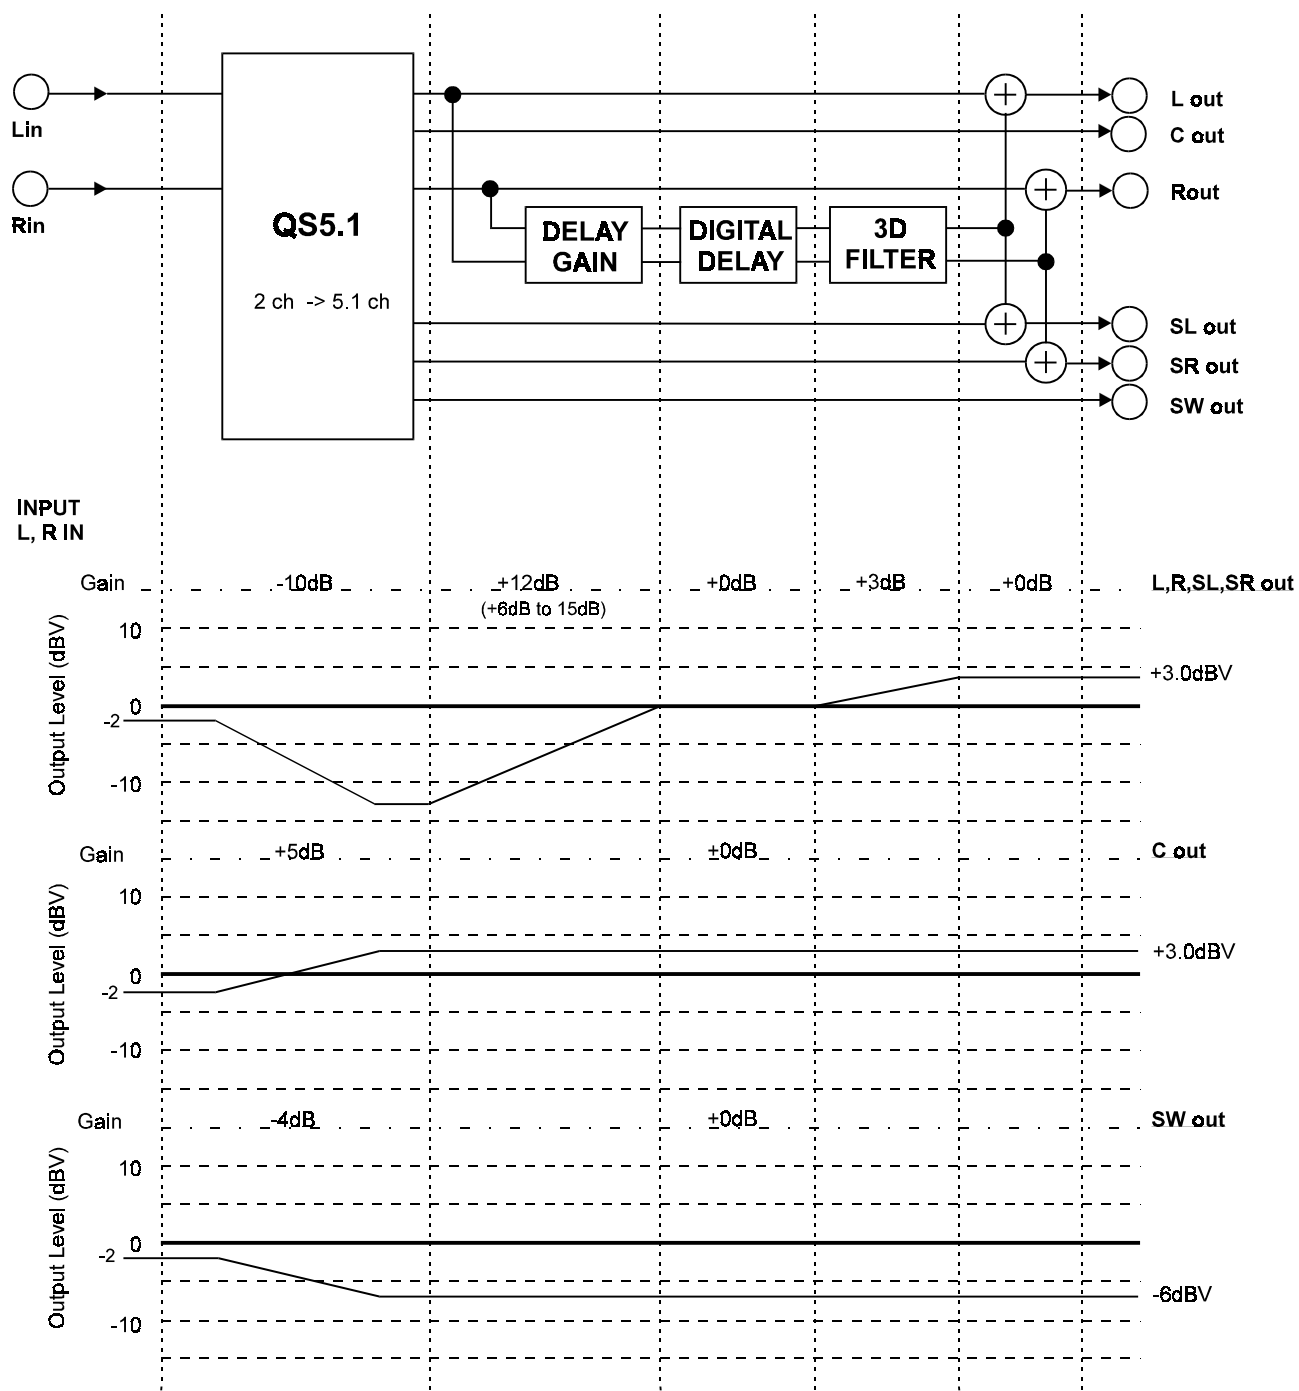 Lin
Rin
QS5.1
2 ch -> 5.1 ch
DELAY
GAIN
DIGITAL
DELAY
3D
FILTER
L out
C out
Rout
SL out
SR out
SW out
INPUT
L, R IN
Gain -10dB +12dB +0dB +3dB +0dB L,R,SL,SR out
(+6dB to 15dB)
Output Level (dBV)
10
+3.0dBV
0
-2
-10
Gain +5dB ±0dB C out
Output Level (dBV)
10
+3.0dBV
0
-2
-10
Gain -4dB +0dB SW out
Output Level (dBV)
10
0
-2
-6dBV
-10